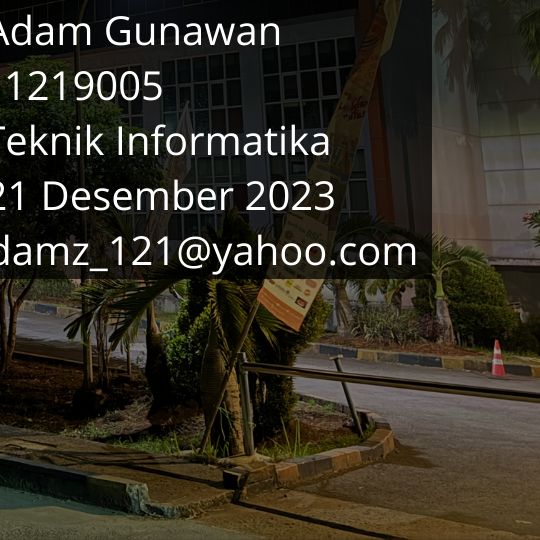 Adam Gunawan
11219005
Teknik Informatika
21 Desember 2023
damz_121@yahoo.com